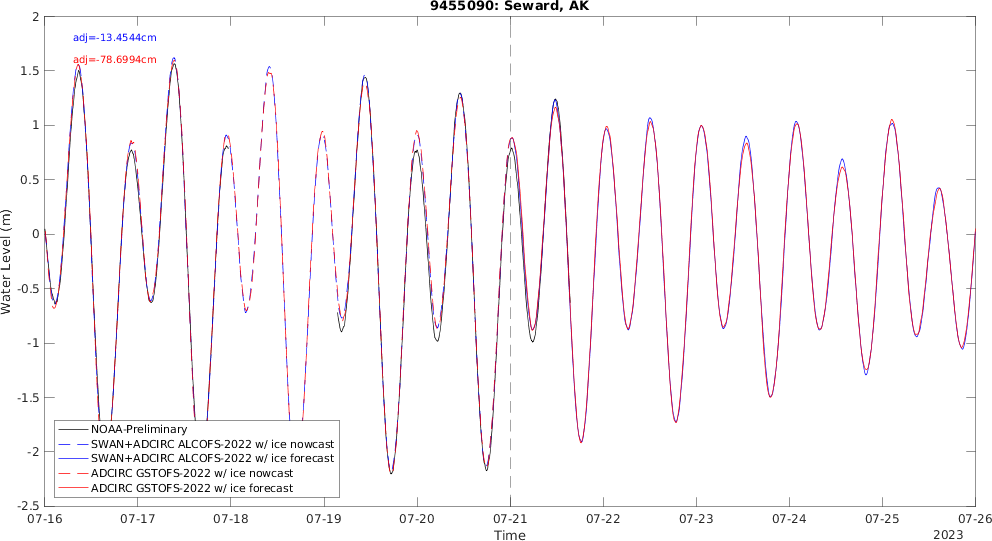 9455090: Seward, AK
adj=-13.4544cm
adj=-78.6994cm
2
1.5
1
0.5
0
-0.5
-1
-1.5
-2
-2.5
Water Level (m)
NOAA-Preliminary
SWAN+ADCIRC ALCOFS-2022 w/ ice nowcast
SWAN+ADCIRC ALCOFS-2022 w/ ice forecast
ADCIRC GSTOFS-2022 w/ ice nowcast
ADCIRC GSTOFS-2022 w/ ice forecast
07-16 07-17 07-18 07-19 07-20 07-21 07-22 07-23 07-24 07-25 07-26
Time
2023